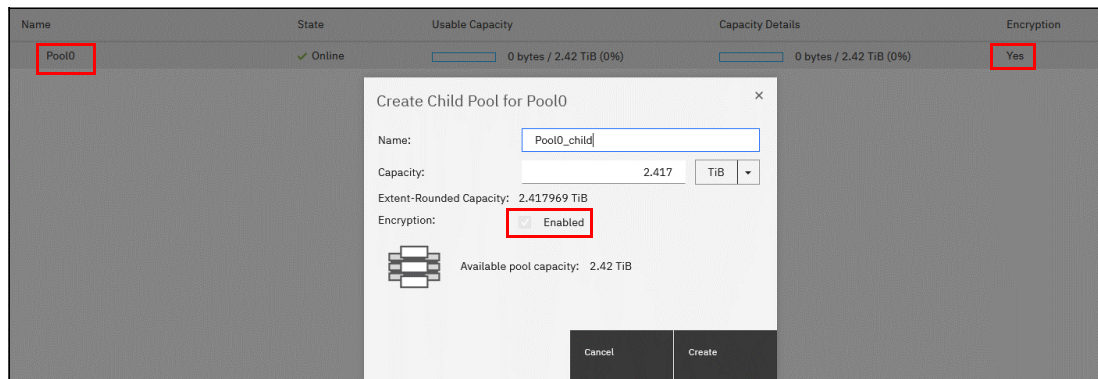 Name State Usable Capacity Capacity Details Encryption
Pool0 Online 0 bytes / 2.42 TiB (0%) 0 bytes / 2.42 TiB (0%) Yes
Create Child Pool for Pool0
Name: Pool0_child
Capacity: 2.417 TiB
Extent-Rounded Capacity: 2.417969 TiB
Encryption: Enabled
Available pool capacity: 2.42 TiB
Cancel Create